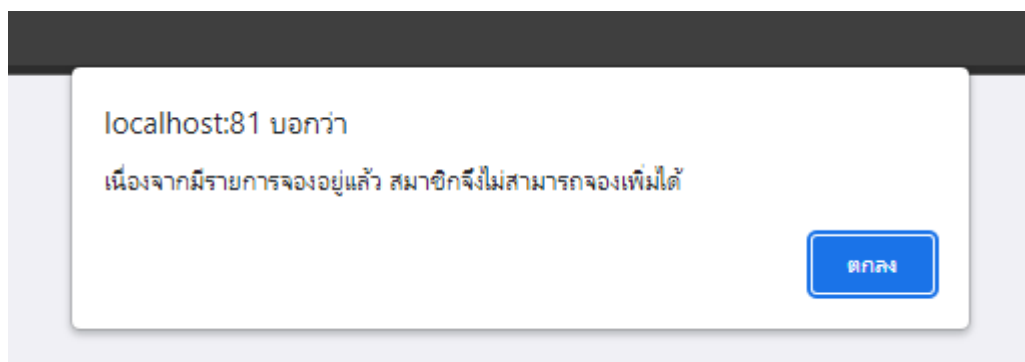 localhost:81 บอกว่า
เนื่องจากมีรายการจองอยู่แล้ว สมาชิกจึงไม่สามารถจองเพิ่มได้
ตกลง